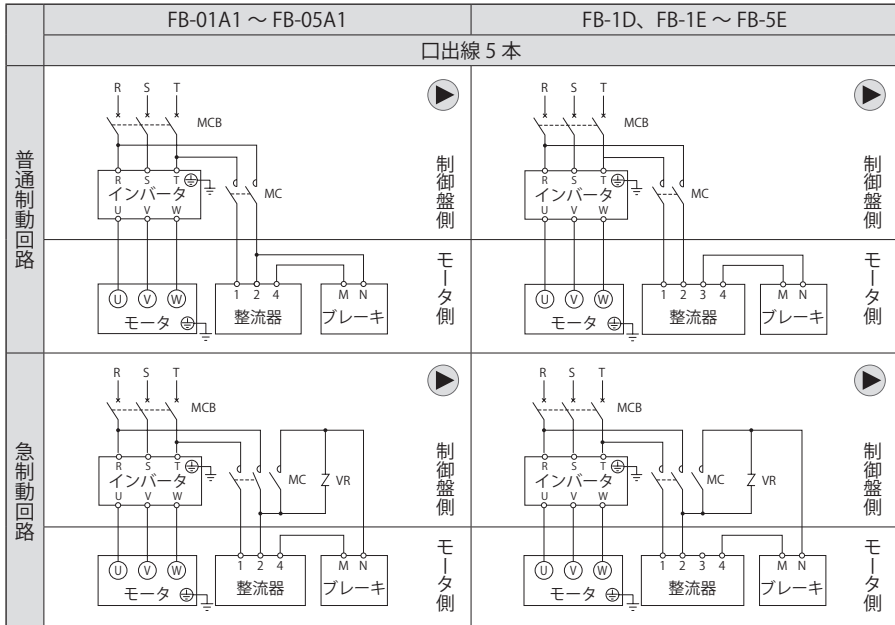 FB-01A1 ～ FB-05A1
FB-1D、FB-1E ～ FB-5E
口出線 5 本
普通制動回路
R S T
MCB
R S T
インバータ
U V W
MC
制御盤側
U V W
モータ
1 2 4
整流器
M N
ブレーキ
モータ側
R S T
MCB
R S T
インバータ
U V W
MC
制御盤側
U V W
モータ
1 2 3 4
整流器
M N
ブレーキ
モータ側
急制動回路
R S T
MCB
R S T
インバータ
U V W
MC
VR
制御盤側
U V W
モータ
1 2 4
整流器
M N
ブレーキ
モータ側
R S T
MCB
R S T
インバータ
U V W
MC
VR
制御盤側
U V W
モータ
1 2 3 4
整流器
M N
ブレーキ
モータ側